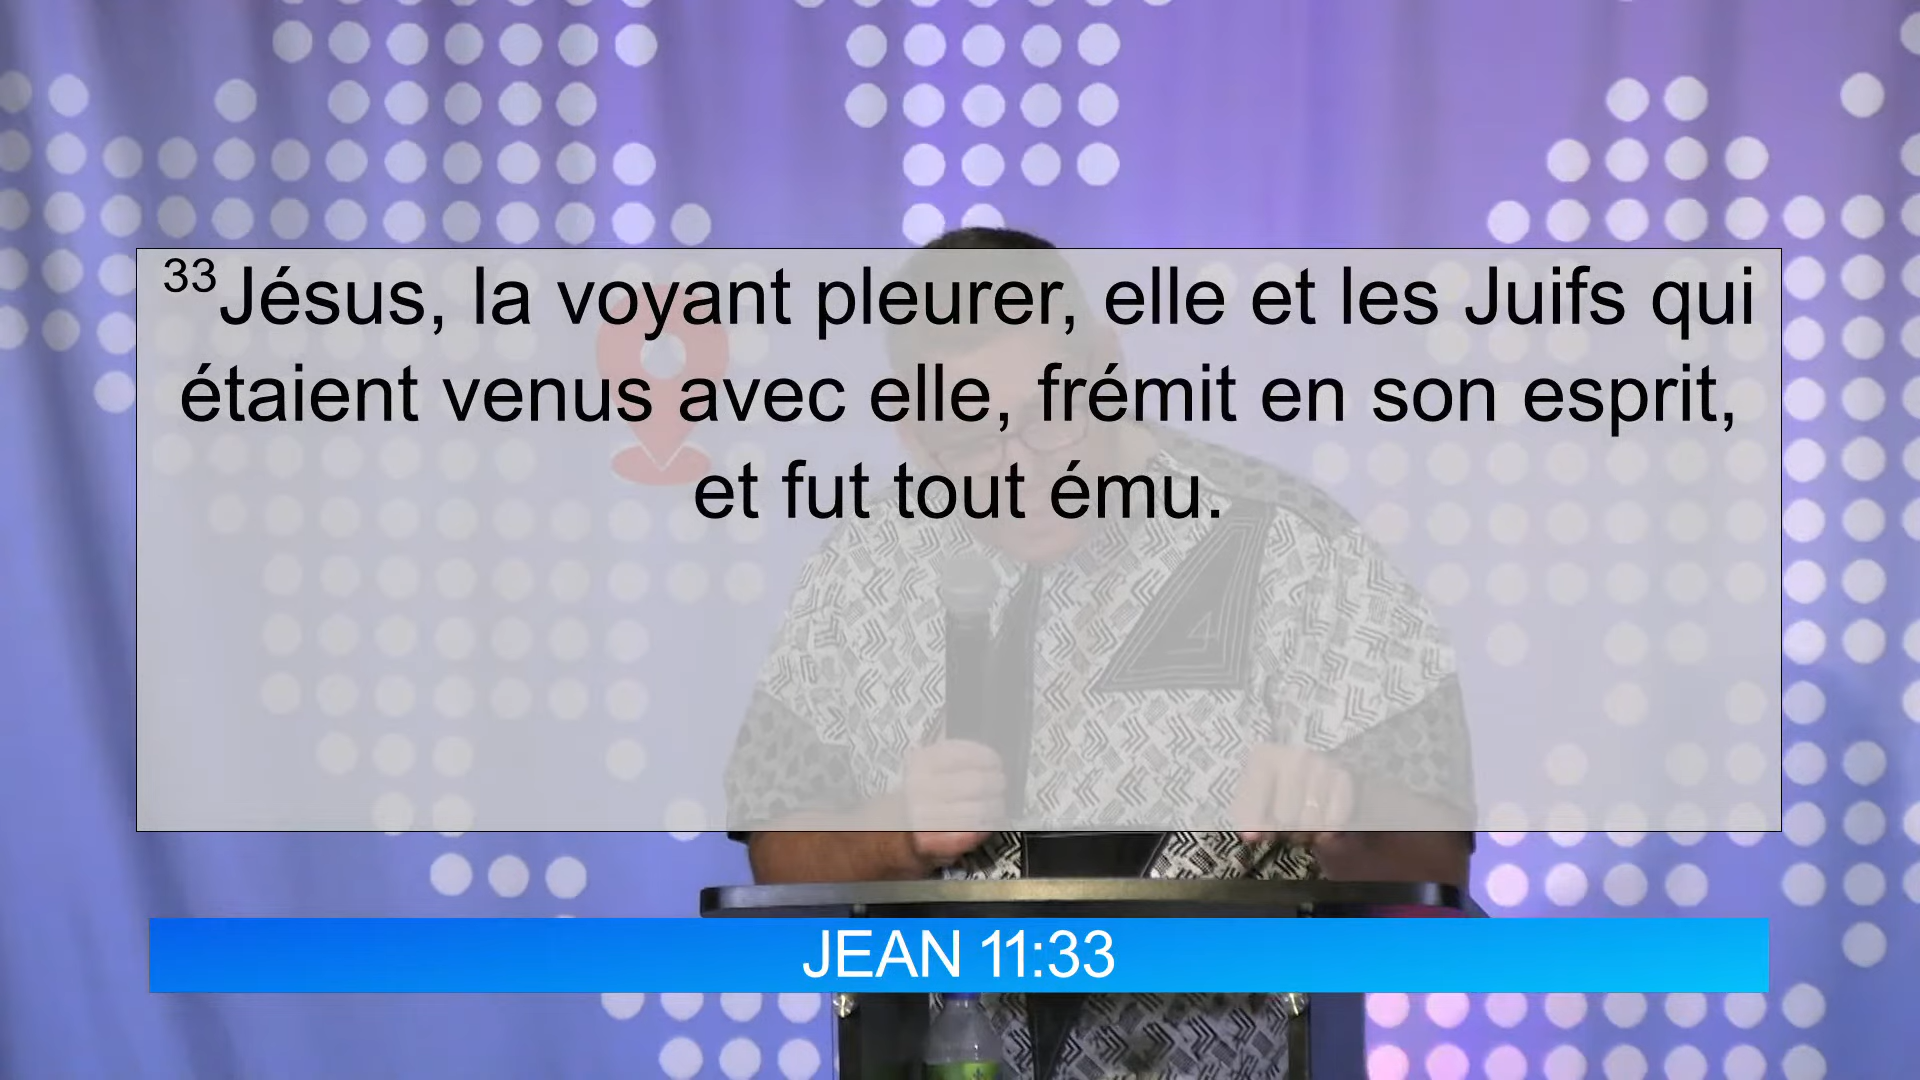 33Jésus, la voyant pleurer, elle et les Juifs qui
étaient venus avec elle, frémit en son esprit,
et fut tout ému.
JEAN 11:33